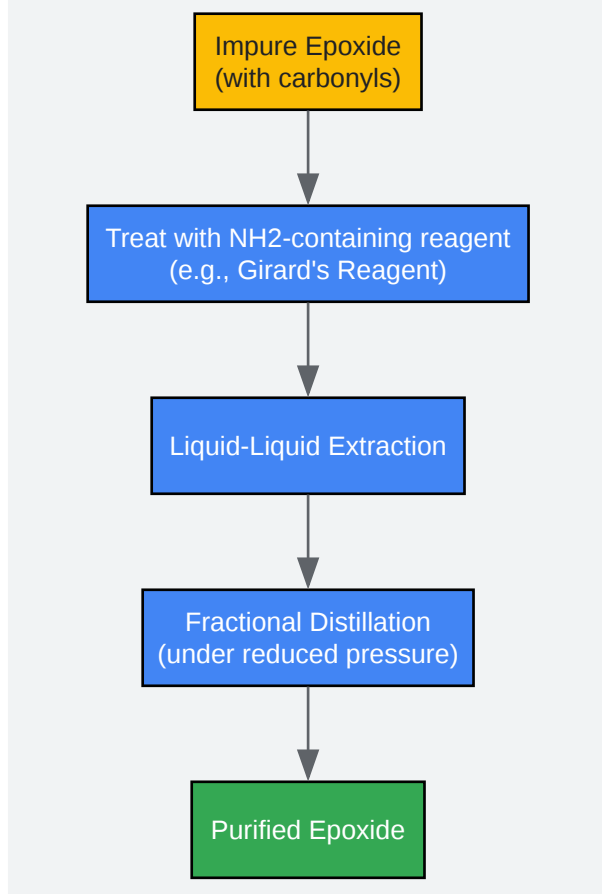 Impure Epoxide
(with carbonyls)
Treat with NH2-containing reagent
(e.g., Girard's Reagent)
Liquid-Liquid Extraction
Fractional Distillation
(under reduced pressure)
Purified Epoxide